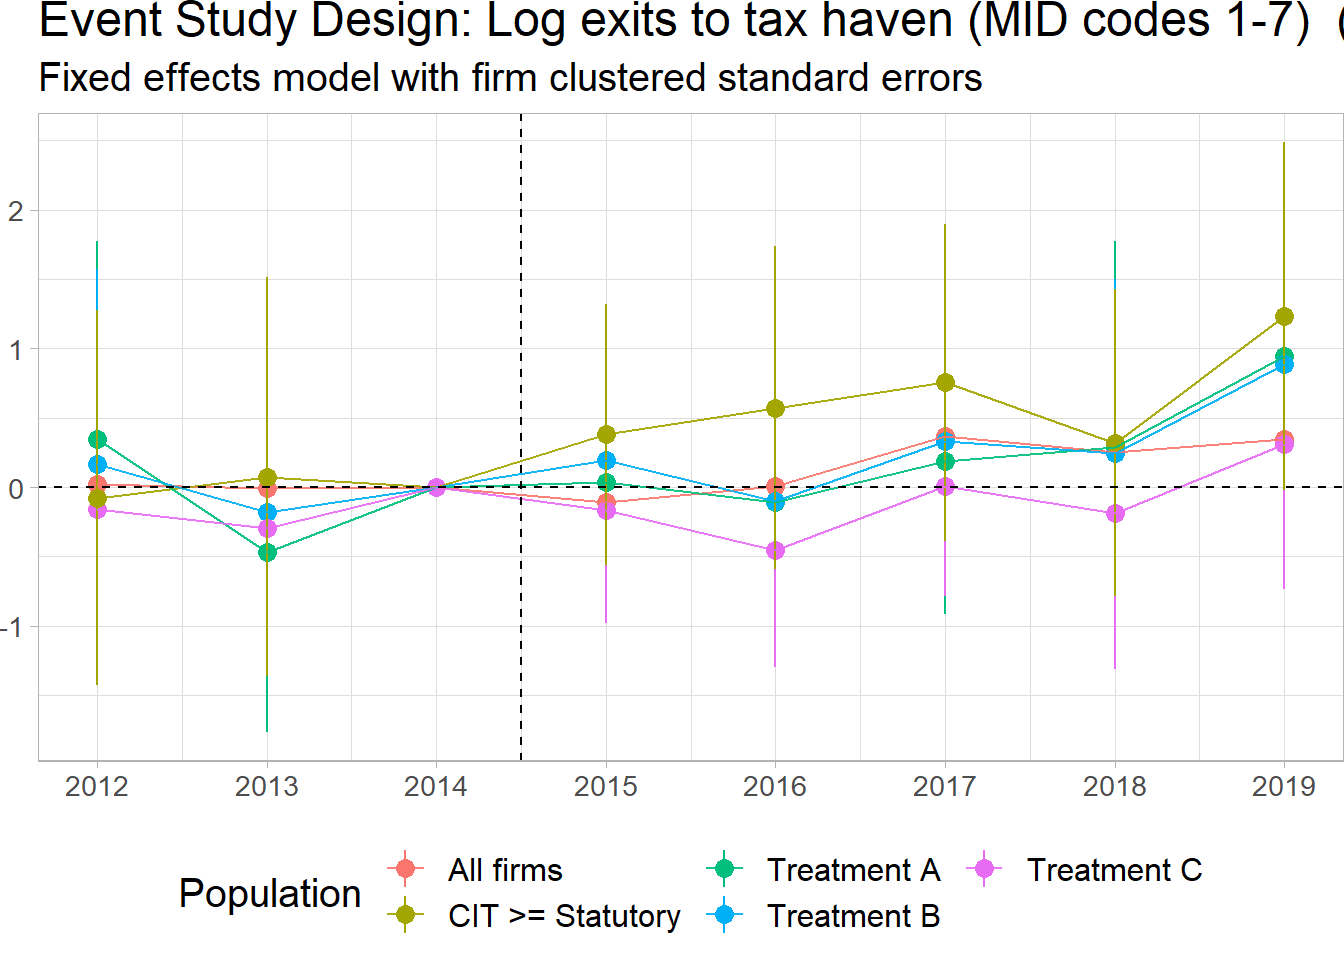 Event Study Design: Log exits to tax haven (MID codes 1-7) (
Fixed effects model with firm clustered standard errors
2
1
0
-1
2012 2013 2014 2015 2016 2017 2018 2019
Population
All firms
CIT >= Statutory
Treatment A
Treatment B
Treatment C